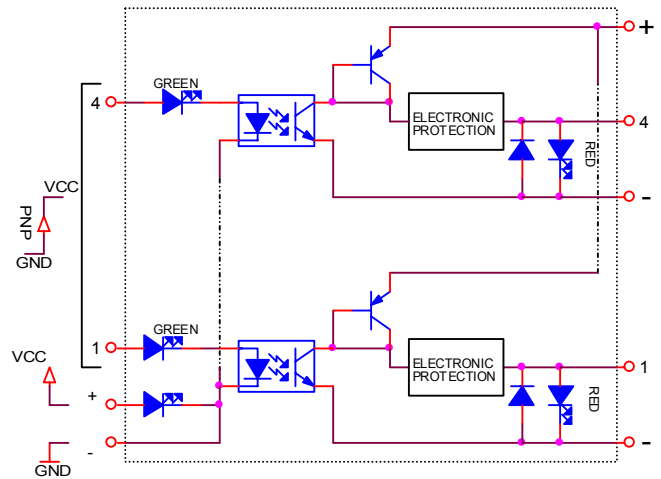 +
GREEN
4
ELECTRONIC
PROTECTION
4
RED
VCC
PNP
-
GND
GREEN
1
ELECTRONIC
PROTECTION
1
VCC
+
RED
-
-
GND